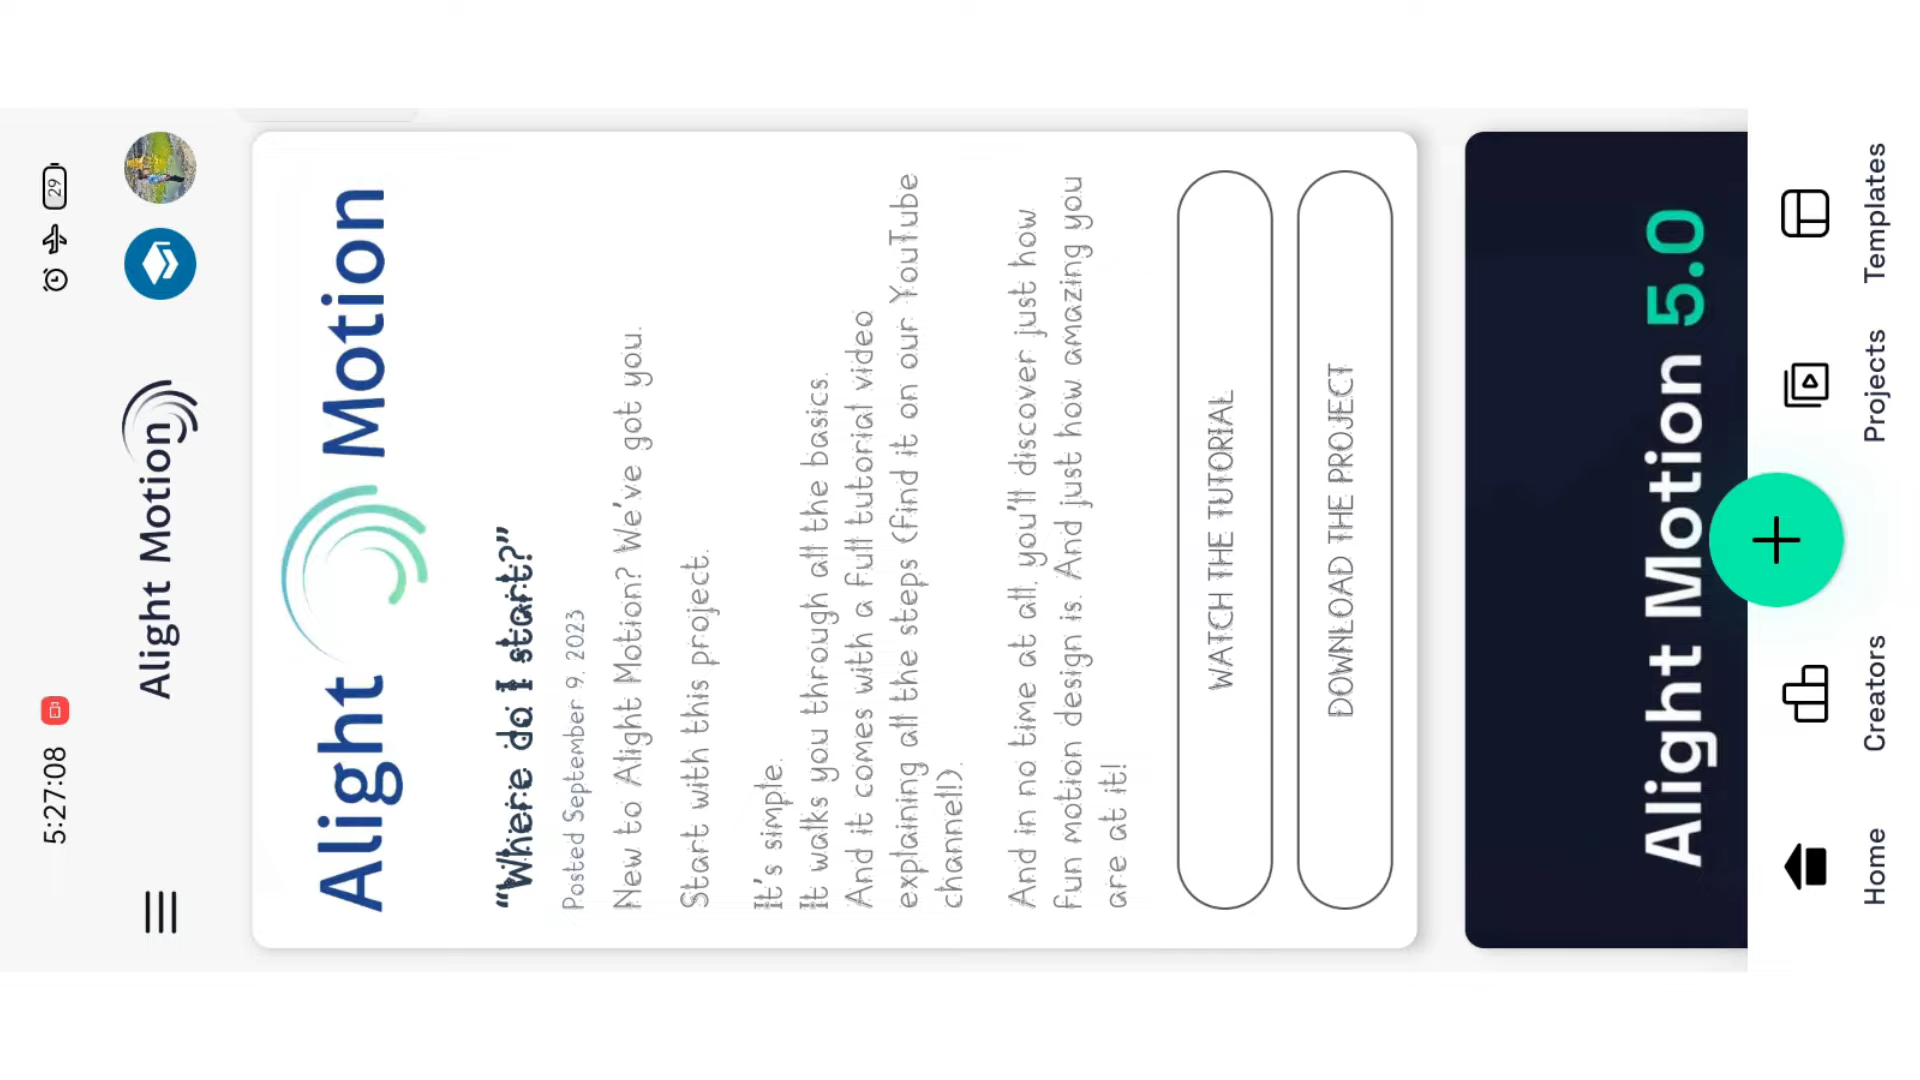 5:27:08
29
Alight Motion
Alight Motion
“Where do I start?”
Posted September 9, 2023
New to Alight Motion? We've got you.
Start with this project.
It's simple.
It walks you through all the basics.
And it comes with a full tutorial video
explaining all the steps (find it on our YouTube
channel!).
And in no time at all, you'll discover just how
fun motion design is. And just how amazing you
are at it!
WATCH THE TUTORIAL
DOWNLOAD THE PROJECT
Alight Motion 5.0
Home
Creators
Projects
Templates